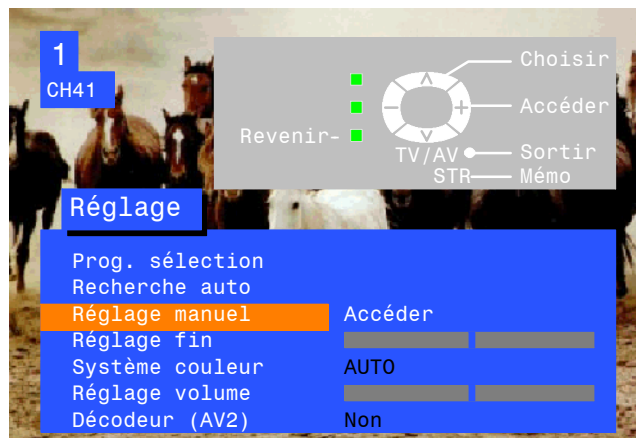 1
CH41
Choisir
Accéder
Revenir-
TV/AV
Sortir
STR
Mémo
Réglage
Prog. sélection
Recherche auto
Réglage manuel Accéder
Réglage fin
Système couleur AUTO
Réglage volume
Décodeur (AV2) Non